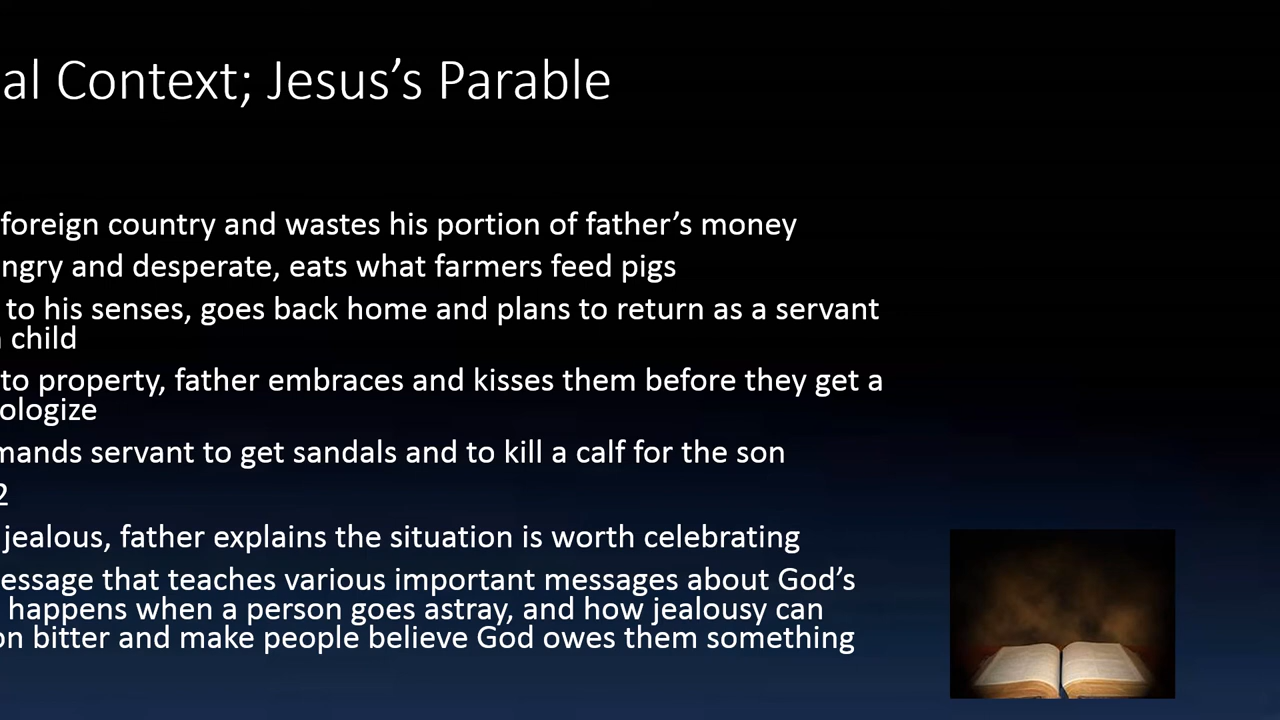 al Context; Jesus’s Parable
foreign country and wastes his portion of father’s money
ngry and desperate, eats what farmers feed pigs
to his senses, goes back home and plans to return as a servant
child
to property, father embraces and kisses them before they get a
ologize
mands servant to get sandals and to kill a calf for the son
2
jealous, father explains the situation is worth celebrating
essage that teaches various important messages about God’s
happens when a person goes astray, and how jealousy can
on bitter and make people believe God owes them something